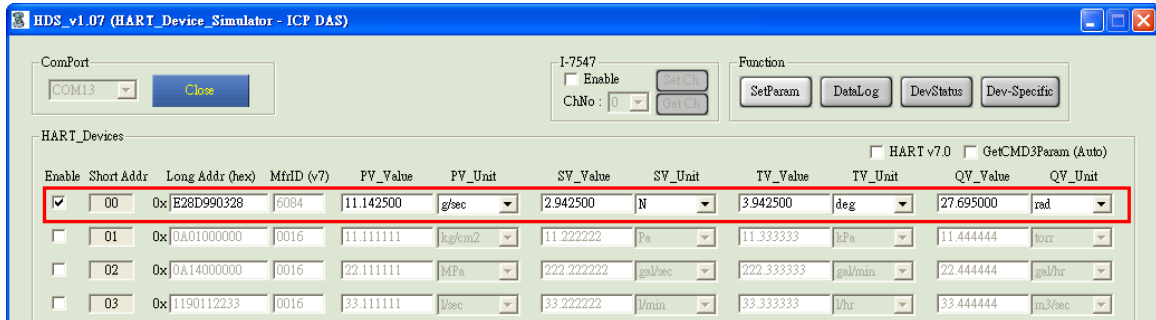 HDS_v1.07 (HART_Device_Simulator - ICP DAS)
ComPort I-7547 Function
COM13 Close Enable Set Ch SetParam DataLog DevStatus Dev-Specific
ChNo : 0 Get Ch
HART_Devices
HART v7.0 GetCMD3Param (Auto)
Enable Short Addr Long Addr (hex) MfrID (v7) PV_Value PV_Unit SV_Value SV_Unit TV_Value TV_Unit QV_Value QV_Unit
00 0x E28D990328 6084 11.142500 g/sec 2.942500 N 3.942500 deg 27.695000 rad
01 0x 0A01000000 0016 11.111111 kg/cm2 11.222222 Pa 11.333333 kPa 11.444444 torr
02 0x 0A14000000 0016 22.111111 MPa 222.222222 gal/sec 222.333333 gal/min 22.444444 gal/hr
03 0x 1190112233 0016 33.111111 l/sec 33.222222 l/min 33.333333 l/hr 33.444444 m3/sec